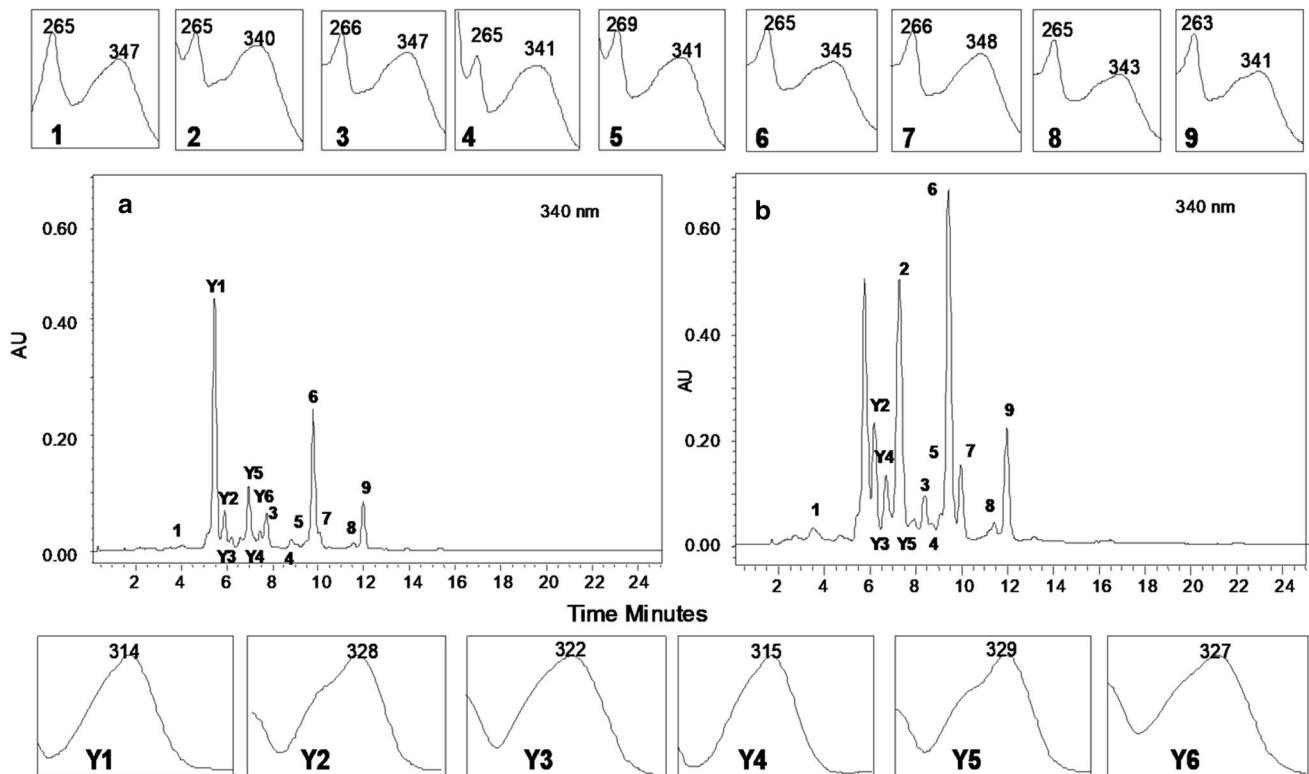 265 347 1
265 340 2
266 347 3
265 341 4
269 341 5
265 345 6
266 348 7
265 343 8
263 341 9
a
340 nm
AU
0.60
0.40
0.20
0.00
Y1
Y2
Y3
Y5
Y6
Y4
1
3
4
5
6
7
8
9
2 4 6 8 10 12 14 16 18 20 22 24
b
340 nm
AU
0.60
0.40
0.20
0.00
1
Y2
Y4
Y3
2
Y5
3
5
4
6
7
8
9
2 4 6 8 10 12 14 16 18 20 22 24
Time Minutes
314 Y1
328 Y2
322 Y3
315 Y4
329 Y5
327 Y6